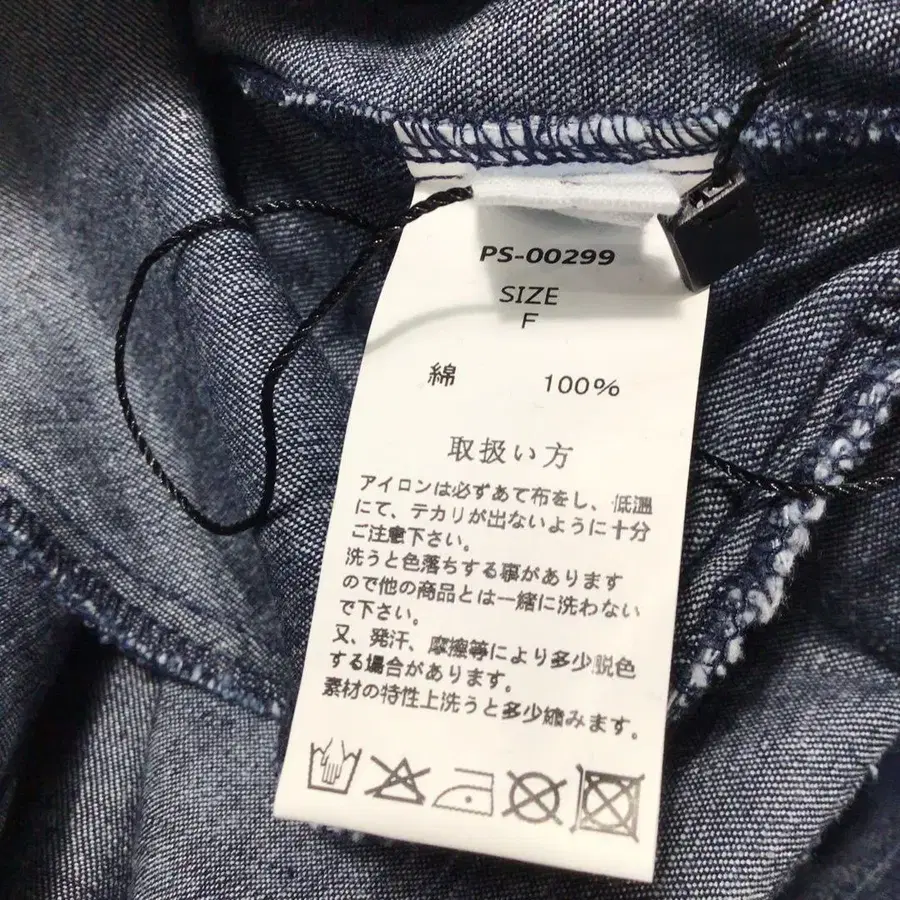 PS-00299
SIZE
F
綿 100%
取扱い方
アイロンは必ずあて布をし、低温
にて、テカリが出ないように十分
ご注意下さい。
洗うと色落ちする事があります
ので他の商品とは一緒に洗わない
で下さい。
又、発汗、摩擦等により多少脱色
する場合があります。
素材の特性上洗うと多少縮みます。